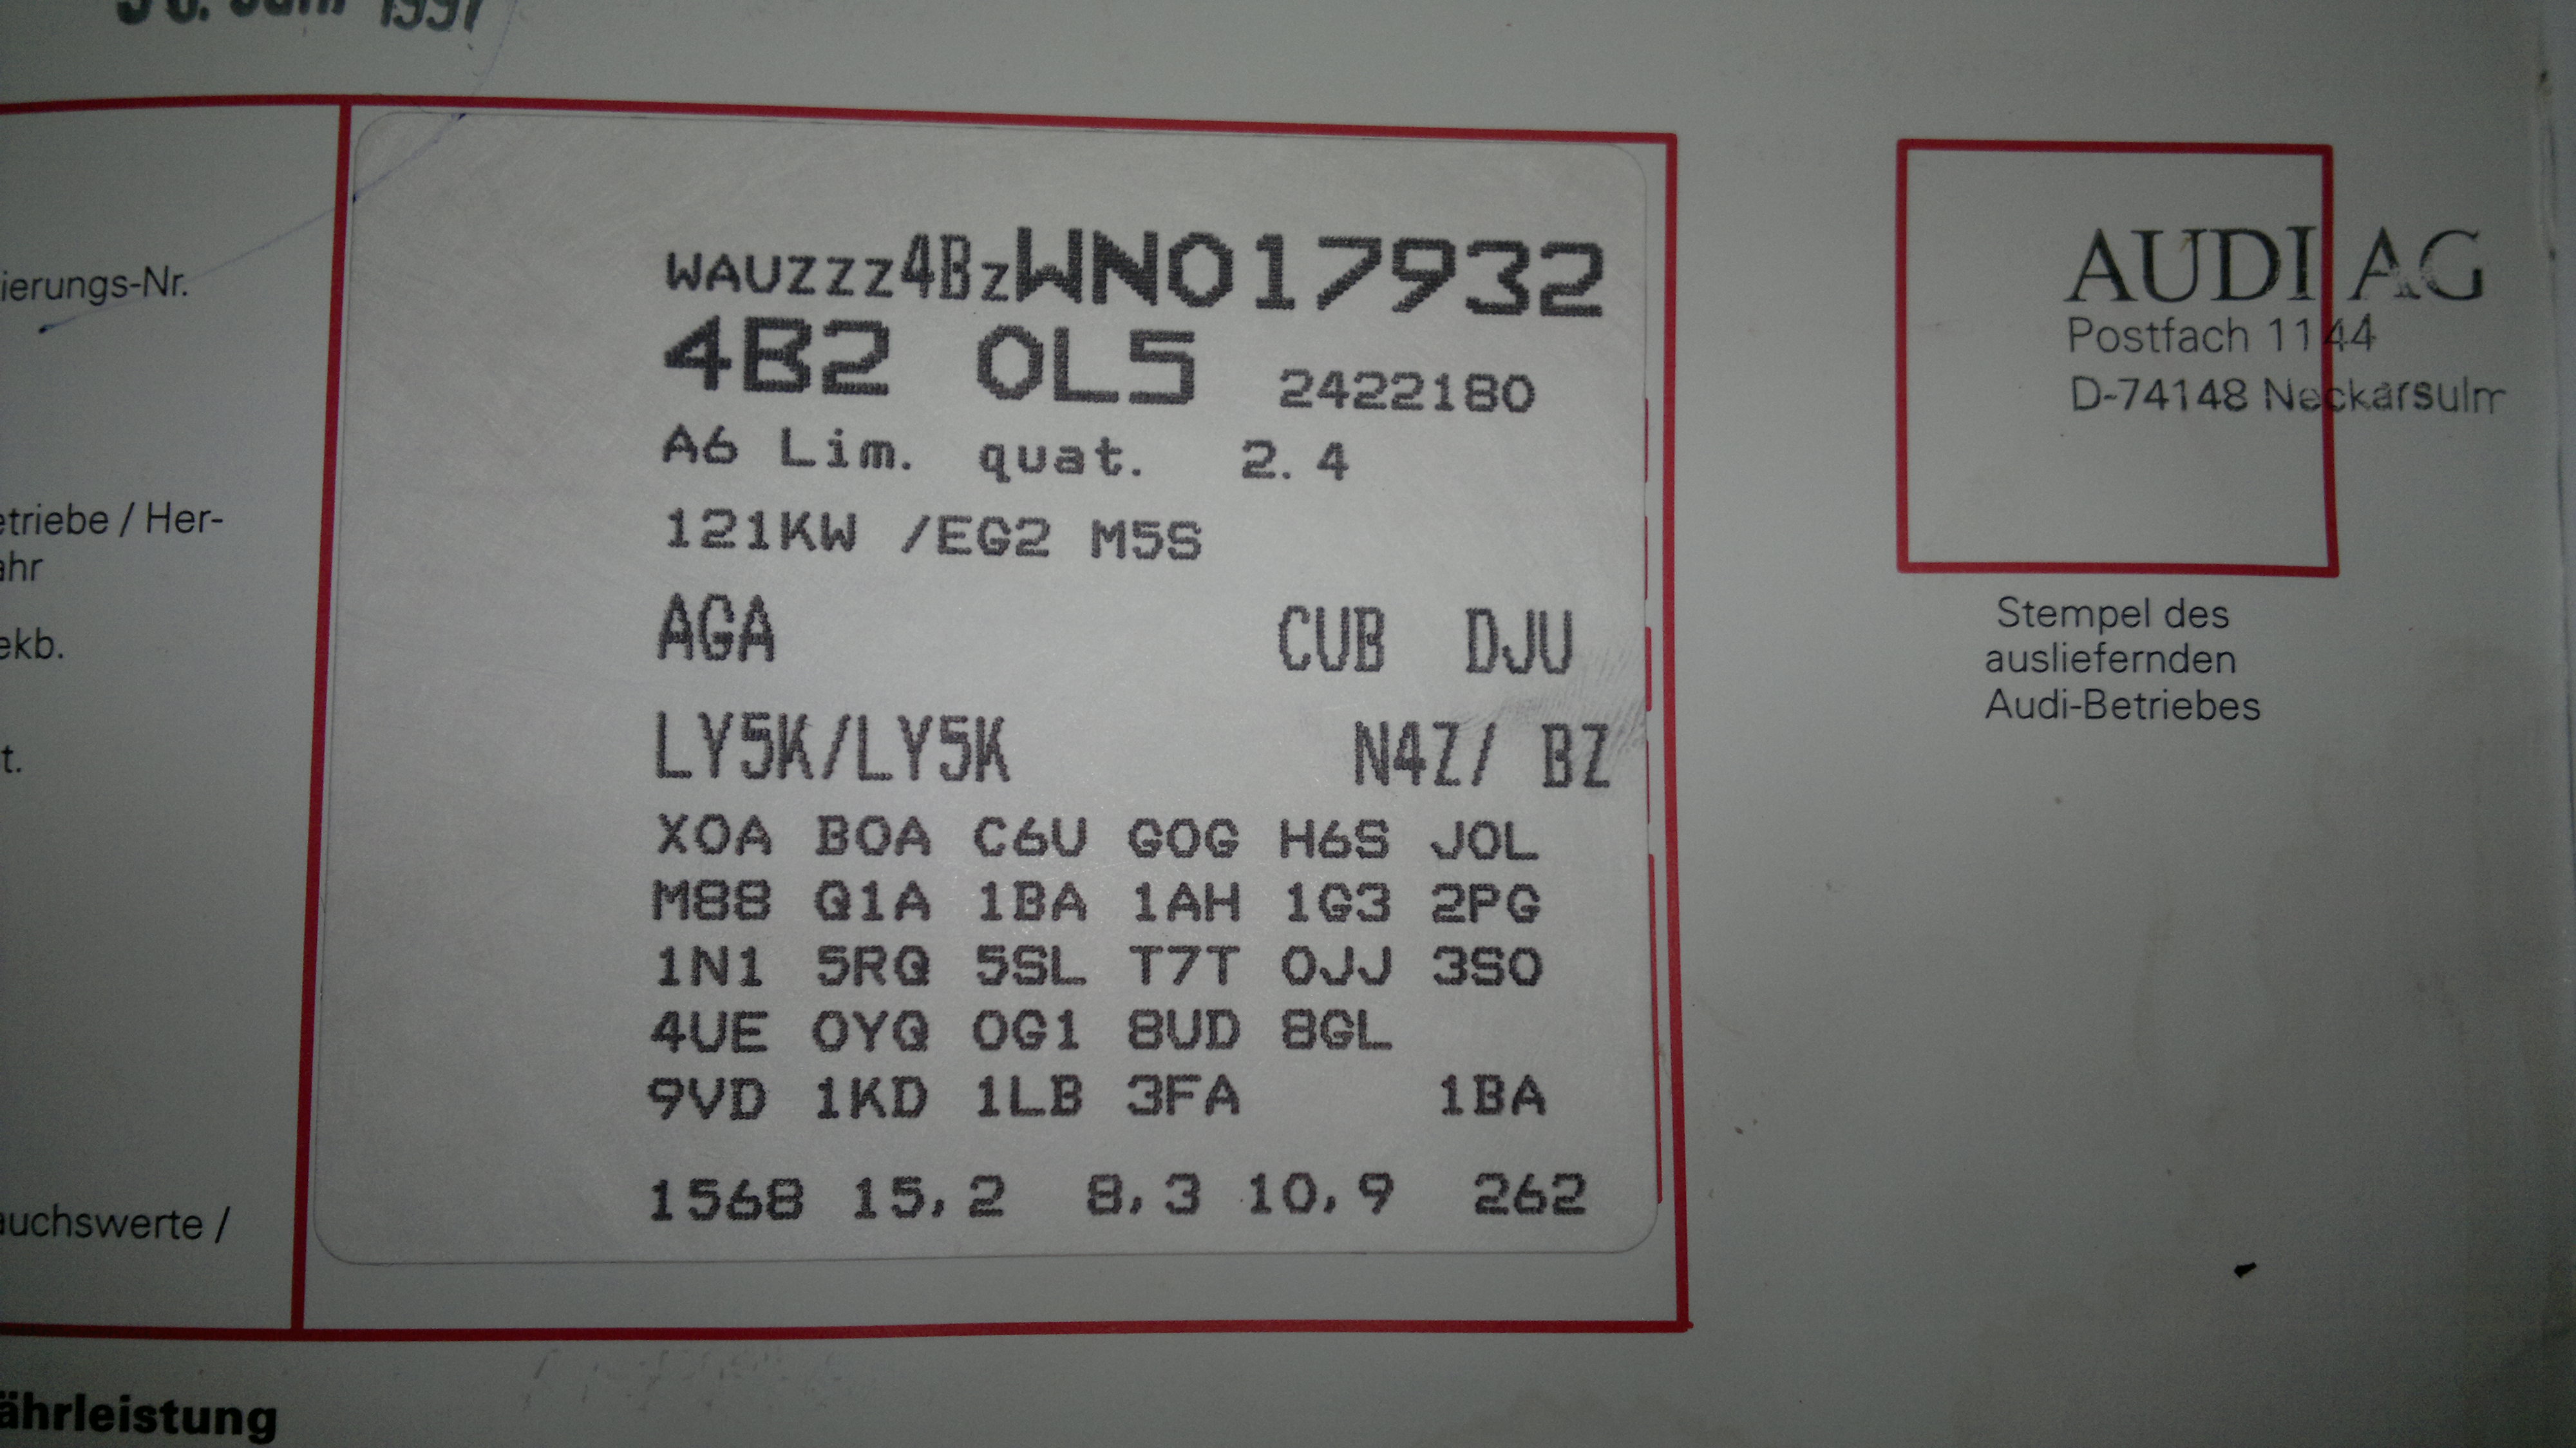 Juni 1997
ierungs-Nr.
etriebe / Her-
ahr
ekb.
t.
auchswerte /
ährleistung
WAUZZZ4BZWN017932
4B2 0L5 2422180
A6 Lim. quat. 2.4
121KW /EG2 M5S
AGA CUB DJU
LY5K/LY5K N4Z/ BZ
X0A B0A C6U G0G H6S J0L
M88 Q1A 1BA 1AH 1G3 2PG
1N1 5RQ 5SL T7T 0JJ 3S0
4UE 0YQ 0G1 8UD 8GL
9VD 1KD 1LB 3FA 1BA
1568 15,2 8,3 10,9 262
AUDI AG
Postfach 1144
D-74148 Neckarsulm
Stempel des
ausliefernden
Audi-Betriebes